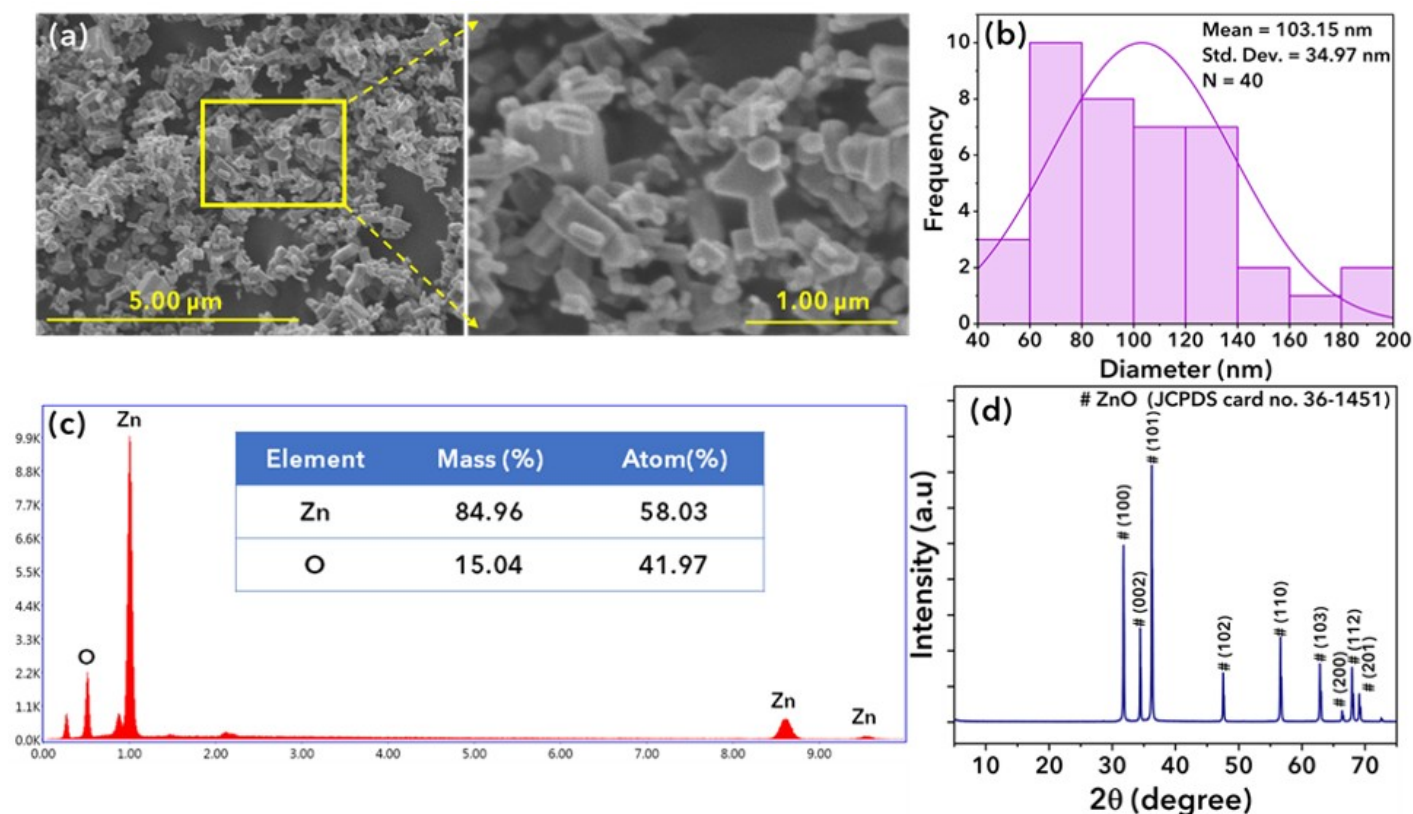 (a)
5.00 µm
1.00 µm
(b)
Mean = 103.15 nm
Std. Dev. = 34.97 nm
N = 40
Frequency
10
8
6
4
2
0
40 60 80 100 120 140 160 180 200
Diameter (nm)
(c)
Zn
O
Zn
Zn
Element Mass (%) Atom(%)
Zn 84.96 58.03
O 15.04 41.97
9.9K
8.8K
7.7K
6.6K
5.5K
4.4K
3.3K
2.2K
1.1K
0.0K
0.00 1.00 2.00 3.00 4.00 5.00 6.00 7.00 8.00 9.00
(d)
# ZnO (JCPDS card no. 36-1451)
Intensity (a.u)
# (100)
# (002)
# (101)
# (102)
# (110)
# (103)
# (200)
# (112)
# (201)
10 20 30 40 50 60 70
2θ (degree)